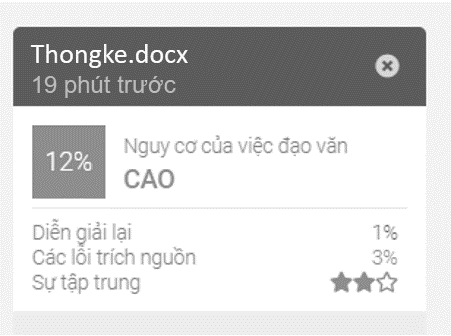 Thongke.docx
19 phút trước
12%
Nguy cơ của việc đạo văn
CAO
Diễn giải lại 1%
Các lỗi trích nguồn 3%
Sự tập trung